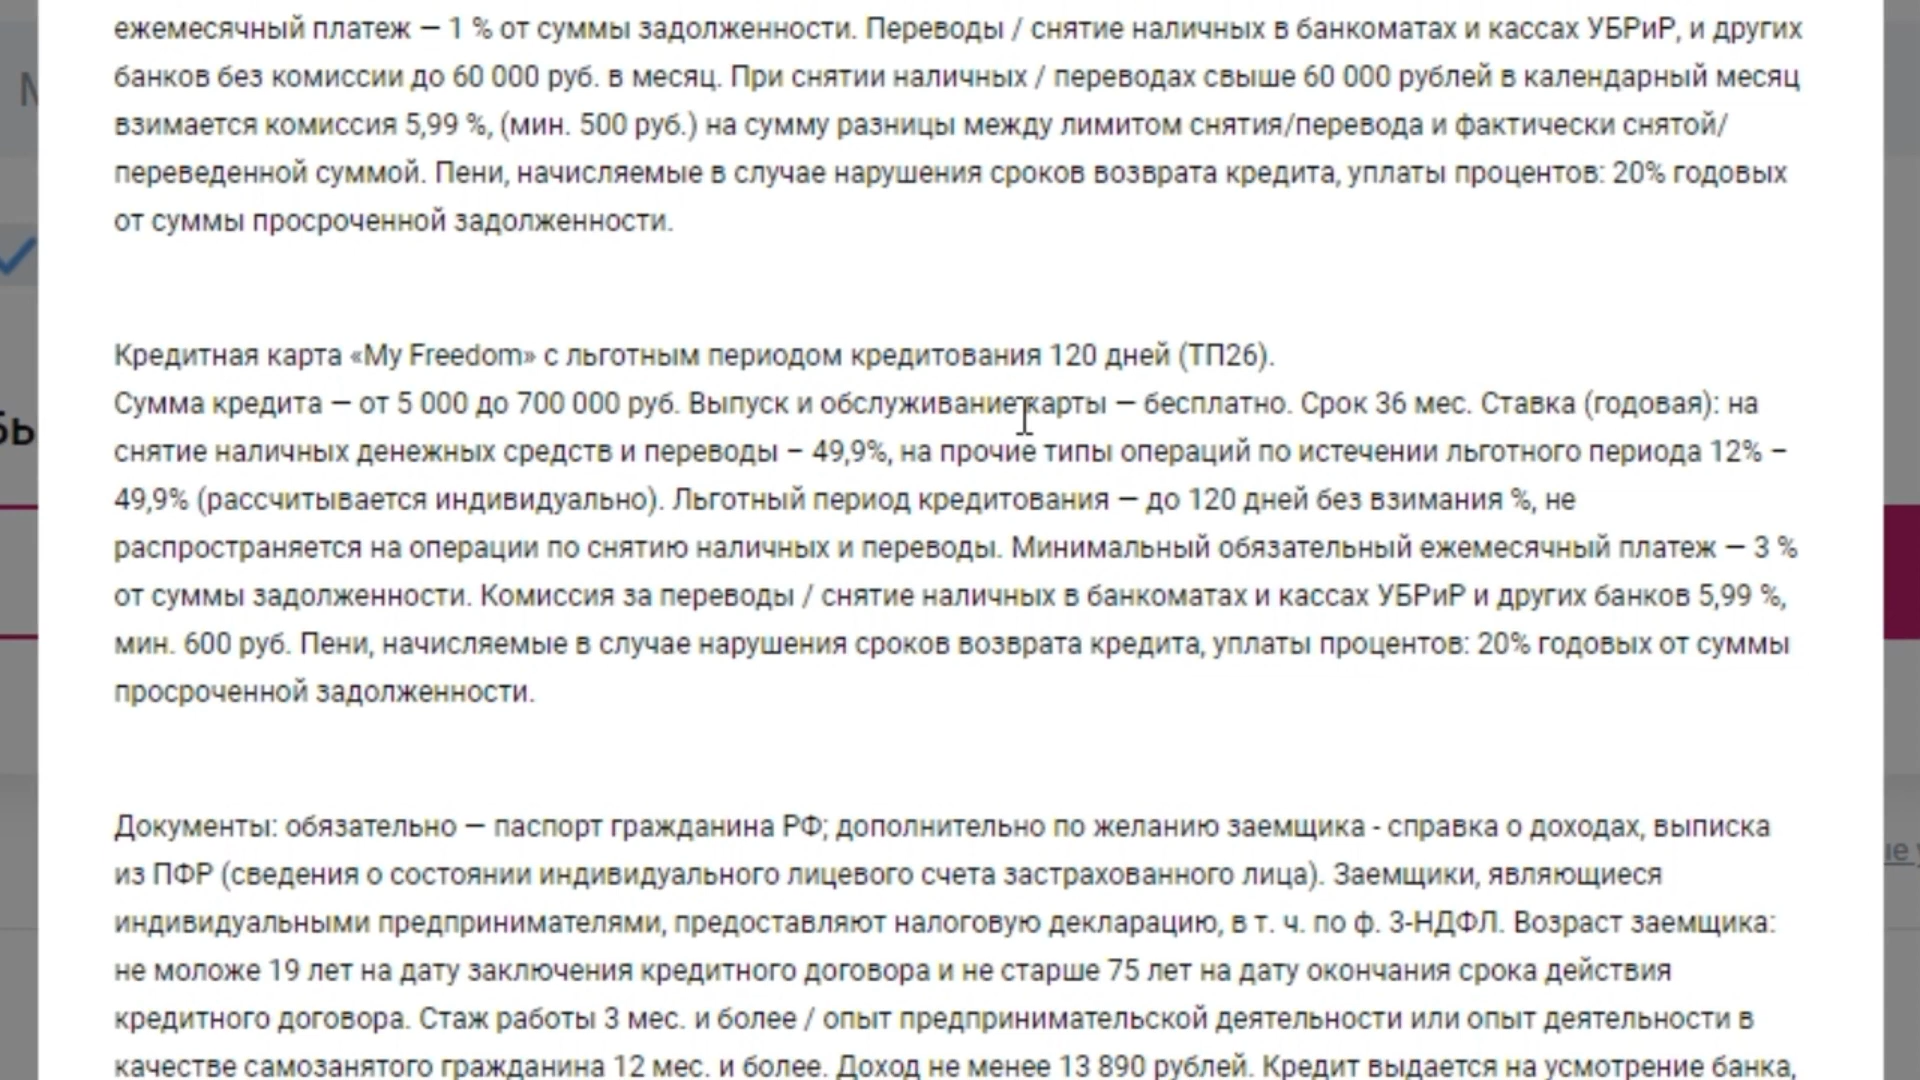 ежемесячный платеж — 1 % от суммы задолженности. Переводы / снятие наличных в банкоматах и кассах УБРиР, и других
банков без комиссии до 60 000 руб. в месяц. При снятии наличных / переводах свыше 60 000 рублей в календарный месяц
взимается комиссия 5,99 %, (мин. 500 руб.) на сумму разницы между лимитом снятия/перевода и фактически снятой/
переведенной суммой. Пени, начисляемые в случае нарушения сроков возврата кредита, уплаты процентов: 20% годовых
от суммы просроченной задолженности.
Кредитная карта «My Freedom» с льготным периодом кредитования 120 дней (ТП26).
Сумма кредита — от 5 000 до 700 000 руб. Выпуск и обслуживание карты — бесплатно. Срок 36 мес. Ставка (годовая): на
снятие наличных денежных средств и переводы – 49,9%, на прочие типы операций по истечении льготного периода 12% –
49,9% (рассчитывается индивидуально). Льготный период кредитования — до 120 дней без взимания %, не
распространяется на операции по снятию наличных и переводы. Минимальный обязательный ежемесячный платеж — 3 %
от суммы задолженности. Комиссия за переводы / снятие наличных в банкоматах и кассах УБРиР и других банков 5,99 %,
мин. 600 руб. Пени, начисляемые в случае нарушения сроков возврата кредита, уплаты процентов: 20% годовых от суммы
просроченной задолженности.
Документы: обязательно — паспорт гражданина РФ; дополнительно по желанию заемщика - справка о доходах, выписка
из ПФР (сведения о состоянии индивидуального лицевого счета застрахованного лица). Заемщики, являющиеся
индивидуальными предпринимателями, предоставляют налоговую декларацию, в т. ч. по ф. 3-НДФЛ. Возраст заемщика:
не моложе 19 лет на дату заключения кредитного договора и не старше 75 лет на дату окончания срока действия
кредитного договора. Стаж работы 3 мес. и более / опыт предпринимательской деятельности или опыт деятельности в
качестве самозанятого гражданина 12 мес. и более. Доход не менее 13 890 рублей. Кредит выдается на усмотрение банка,